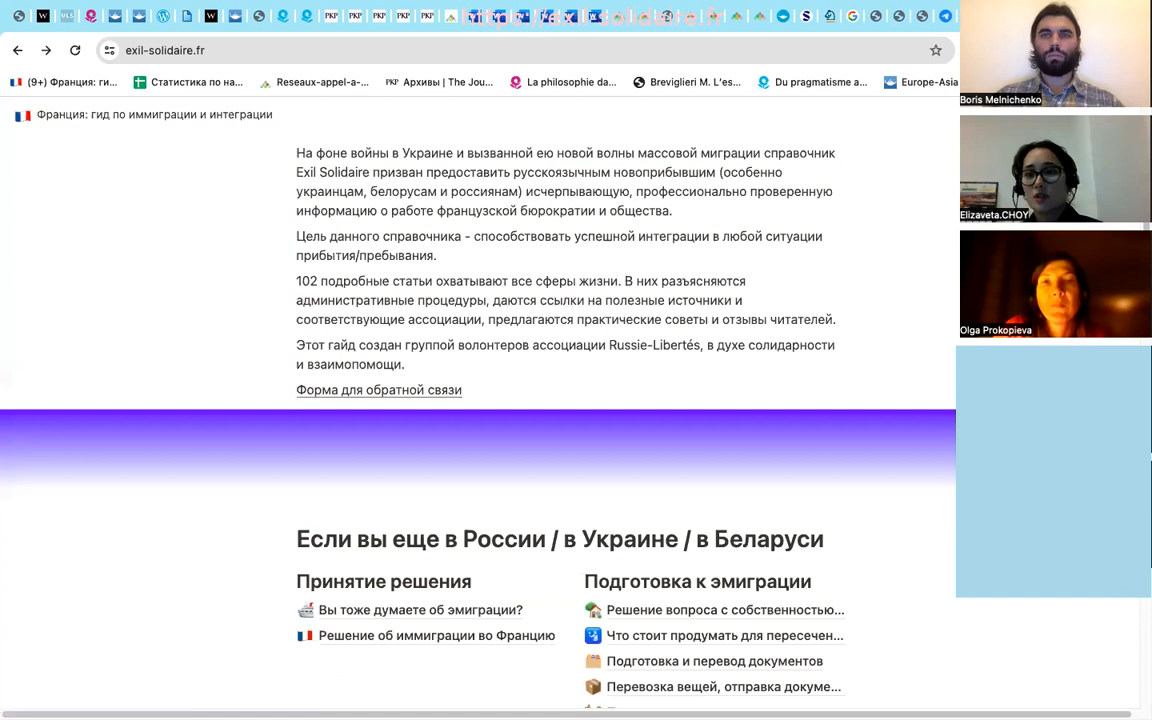 https://exil-solidaire.fr
exil-solidaire.fr
(9+) Франция: ги...
Статистика по на...
Reseaux-appel-a-...
Архивы | The Jou...
La philosophie da...
Breviglieri M. L'es...
Du pragmatisme a...
Europe-Asia
Франция: гид по иммиграции и интеграции
На фоне войны в Украине и вызванной ею новой волны массовой миграции справочник
Exil Solidaire призван предоставить русскоязычным новоприбывшим (особенно
украинцам, белорусам и россиянам) исчерпывающую, профессионально проверенную
информацию о работе французской бюрократии и общества.
Цель данного справочника - способствовать успешной интеграции в любой ситуации
прибытия/пребывания.
102 подробные статьи охватывают все сферы жизни. В них разъясняются
административные процедуры, даются ссылки на полезные источники и
соответствующие ассоциации, предлагаются практические советы и отзывы читателей.
Этот гайд создан группой волонтеров ассоциации Russie-Libertés, в духе солидарности
и взаимопомощи.
Форма для обратной связи
Если вы еще в России / в Украине / в Беларуси
Принятие решения
Вы тоже думаете об эмиграции?
Решение об иммиграции во Францию
Подготовка к эмиграции
Решение вопроса с собственностью...
Что стоит продумать для пересечен...
Подготовка и перевод документов
Перевозка вещей, отправка докуме...
Boris Melnichenko
Elizaveta.CHOY
Olga Prokopieva